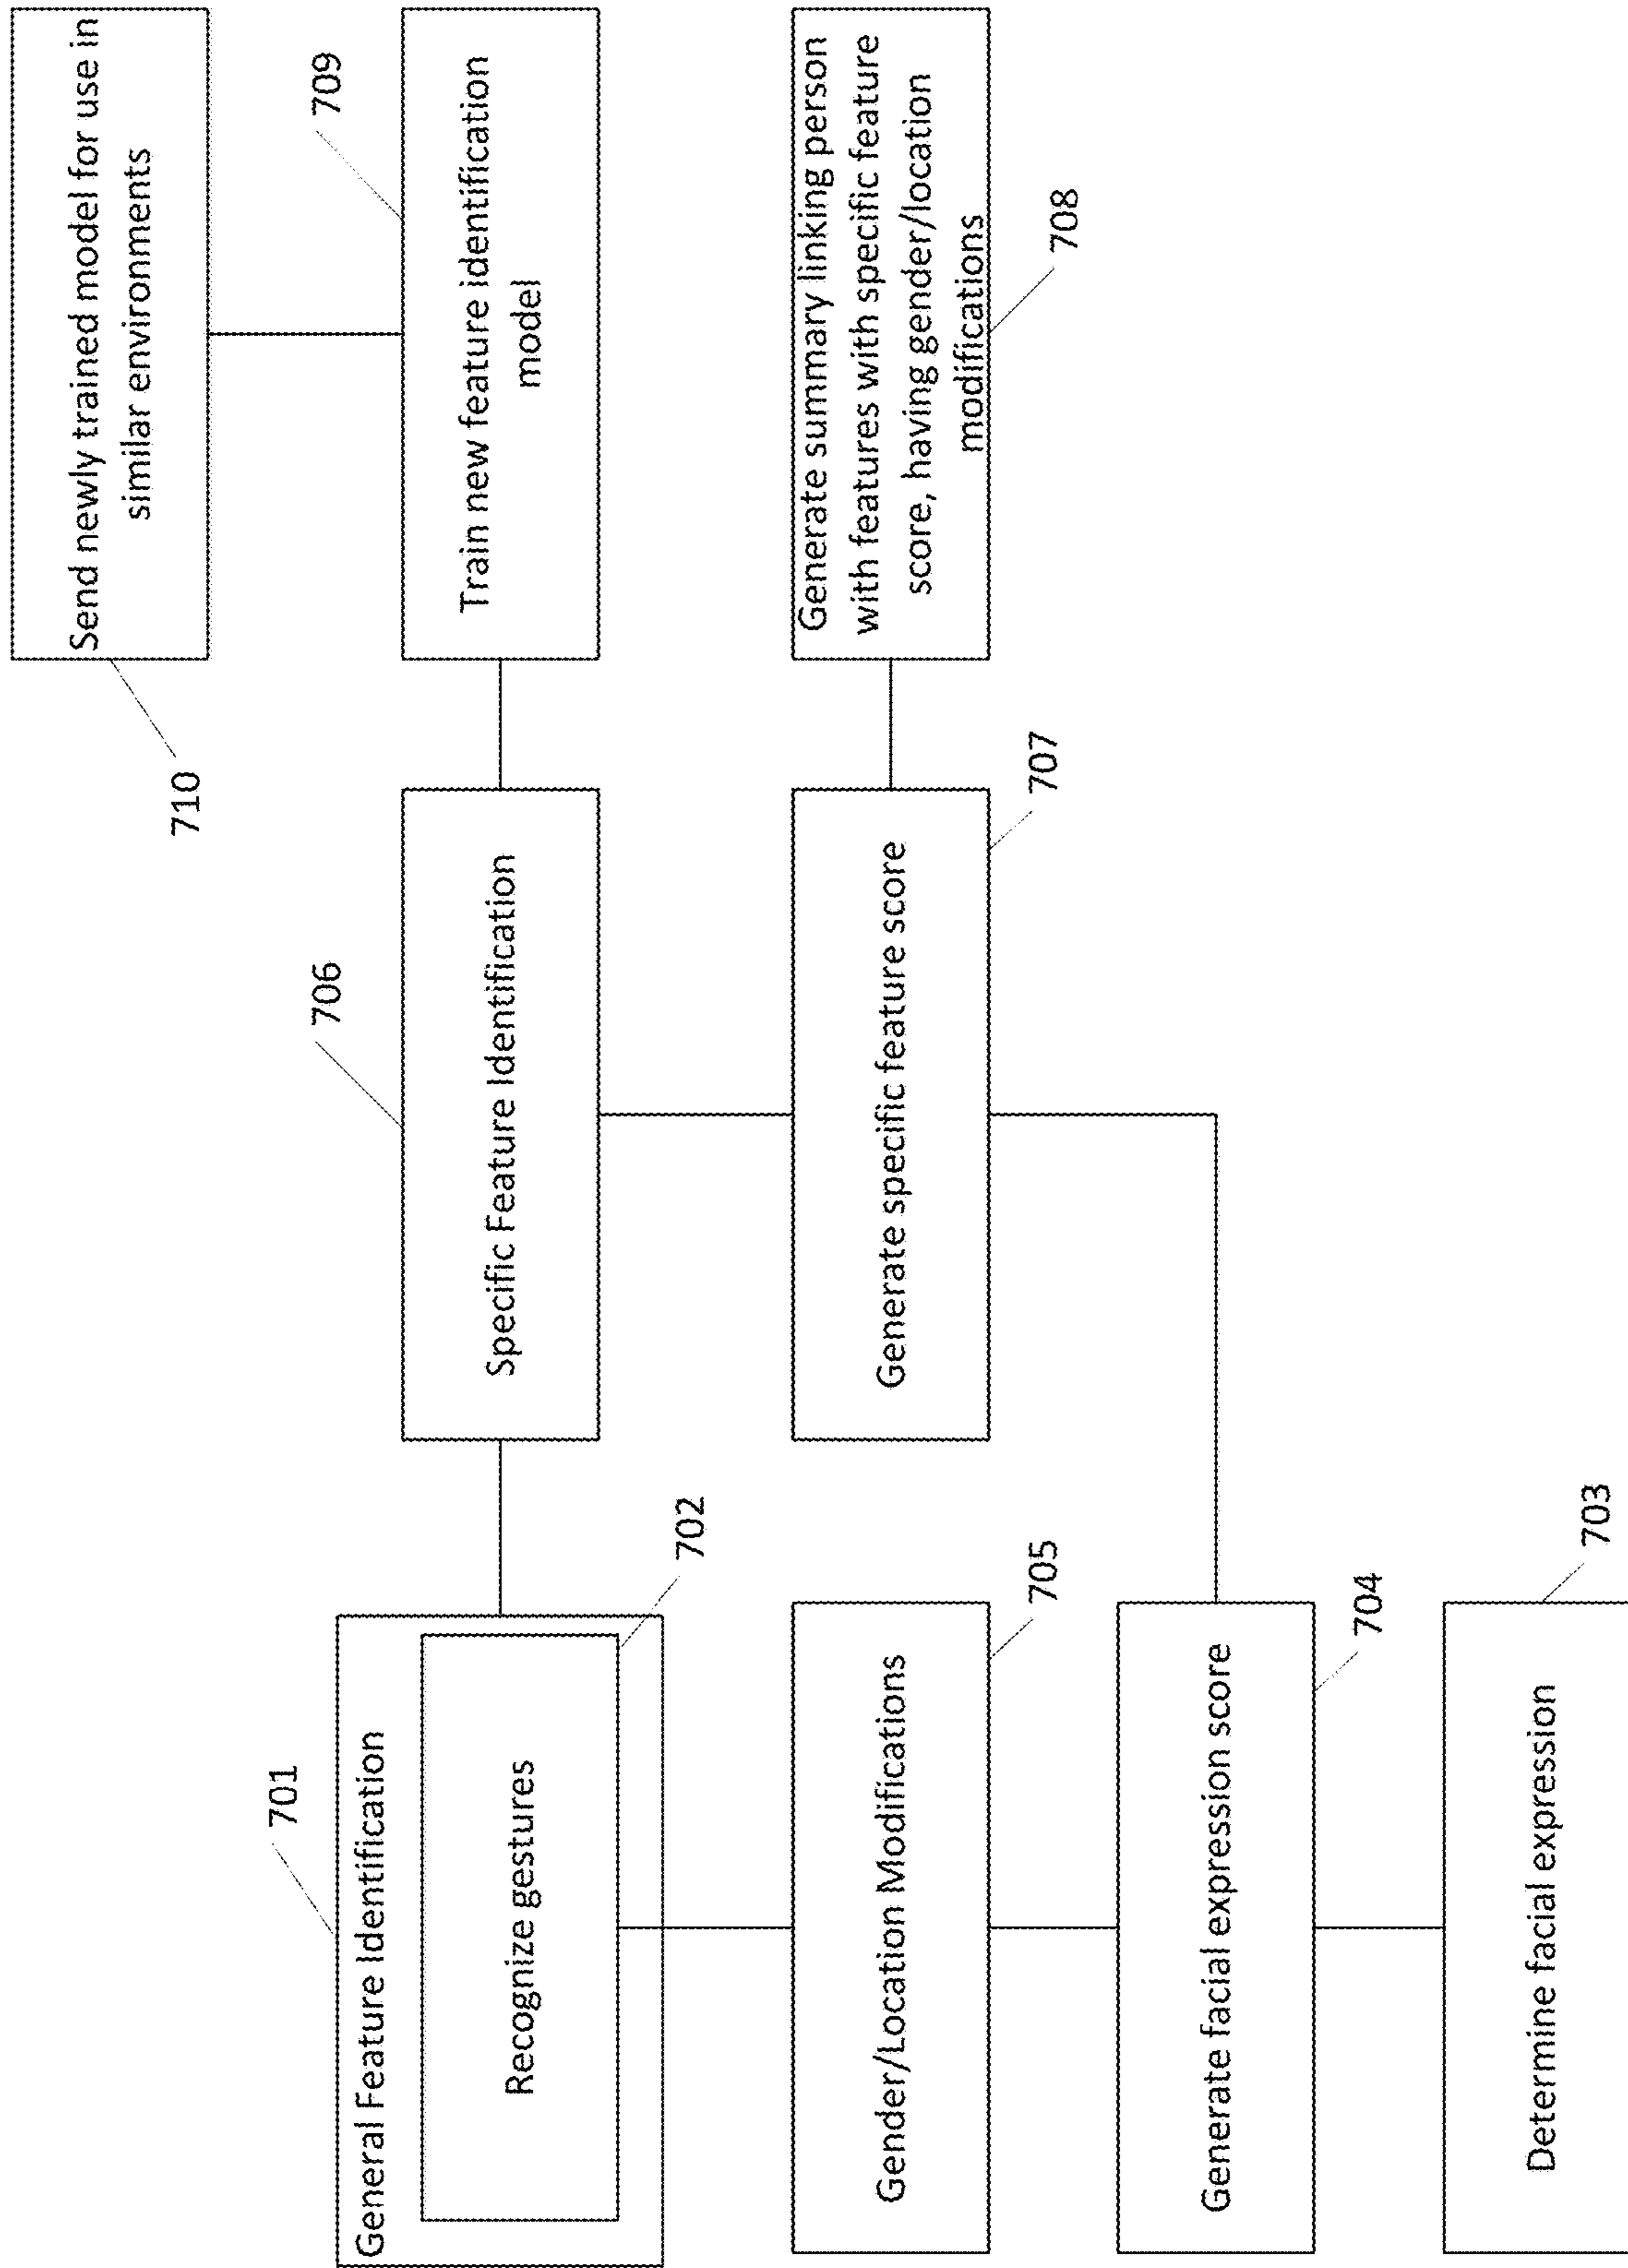 701
General Feature Identification
Recognize gestures
702
Gender/Location Modifications
705
Generate facial expression score
704
Determine facial expression
703
706
Specific Feature Identification
Generate specific feature score
707
710
Send newly trained model for use in
similar environments
709
Train new feature identification
model
Generate summary linking person
with features with specific feature
score, having gender/location
modifications
708